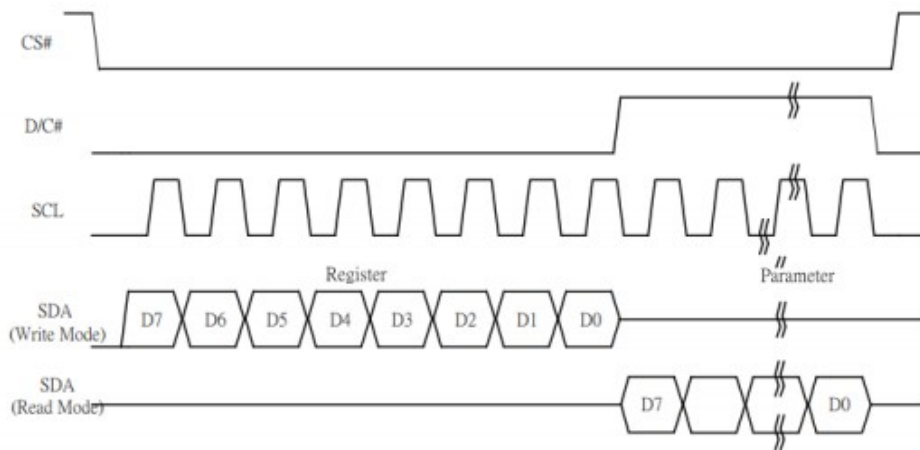 CS#
D/C#
SCL
Register
Parameter
SDA
(Write Mode)
D7 D6 D5 D4 D3 D2 D1 D0
SDA
(Read Mode)
D7 D0